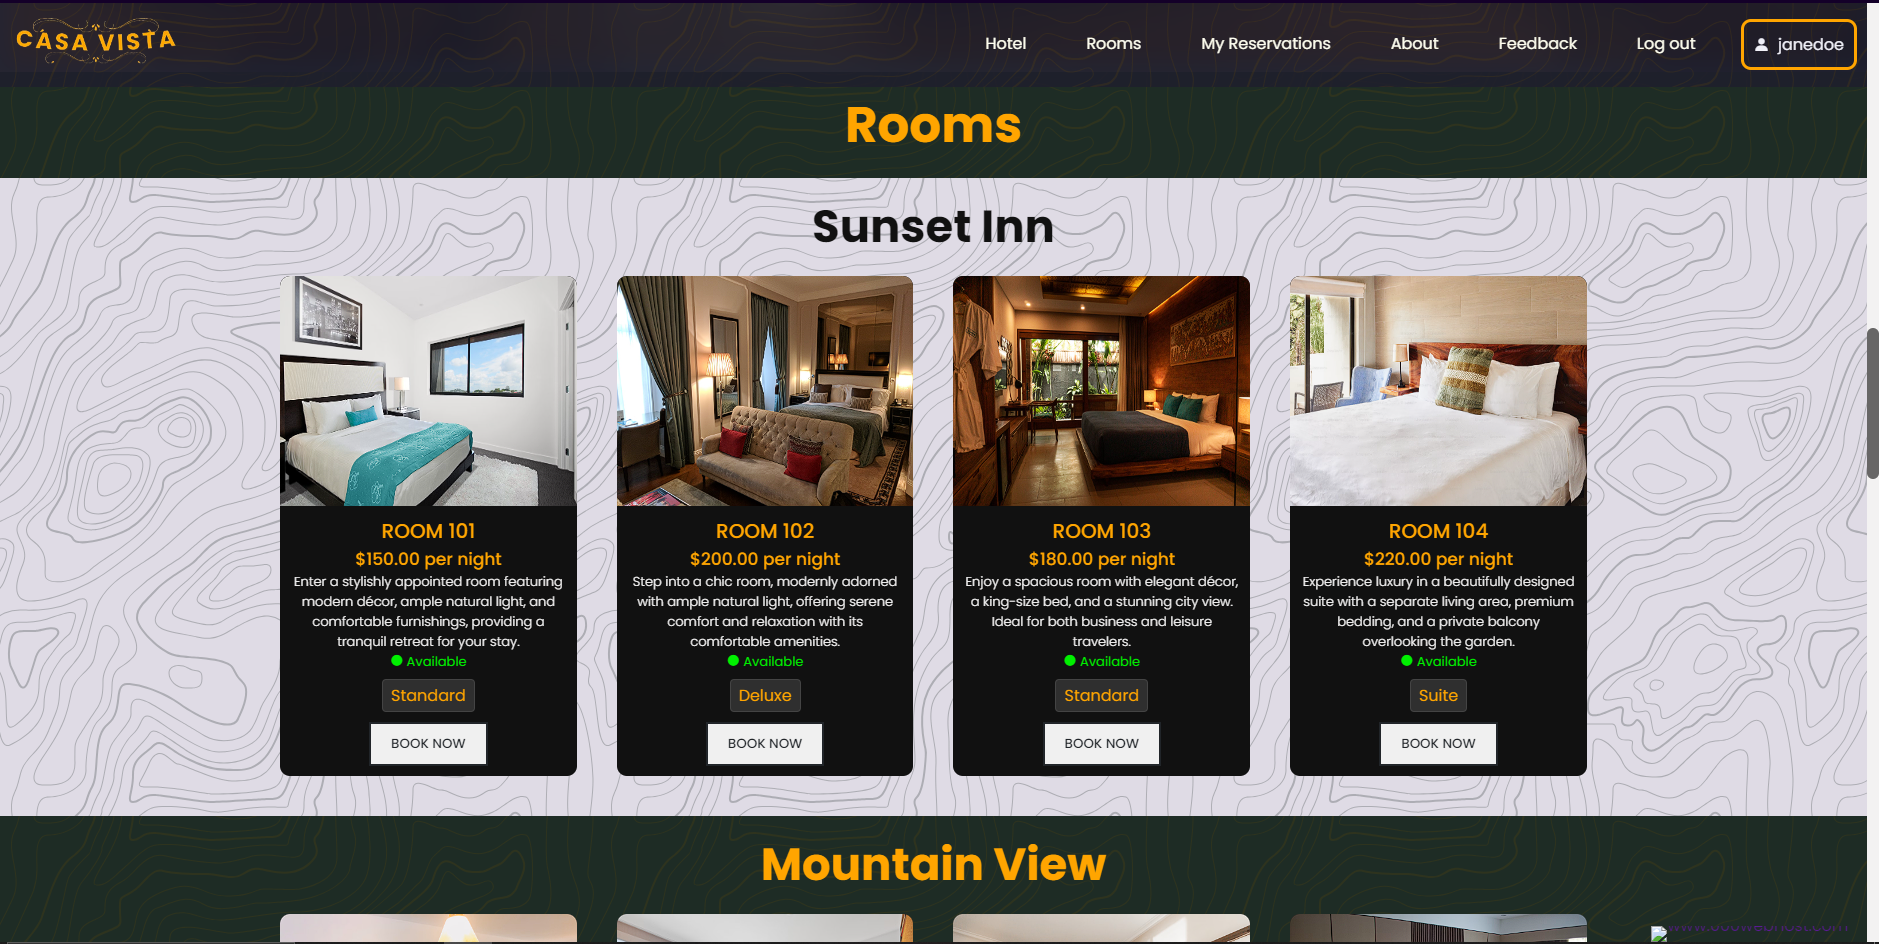 CASA VISTA
Hotel
Rooms
My Reservations
About
Feedback
Log out
janedoe
Rooms
Sunset Inn
ROOM 101
$150.00 per night
Enter a stylishly appointed room featuring
modern décor, ample natural light, and
comfortable furnishings, providing a
tranquil retreat for your stay.
Available
Standard
BOOK NOW
ROOM 102
$200.00 per night
Step into a chic room, modernly adorned
with ample natural light, offering serene
comfort and relaxation with its
comfortable amenities.
Available
Deluxe
BOOK NOW
ROOM 103
$180.00 per night
Enjoy a spacious room with elegant décor,
a king-size bed, and a stunning city view.
Ideal for both business and leisure
travelers.
Available
Standard
BOOK NOW
ROOM 104
$220.00 per night
Experience luxury in a beautifully designed
suite with a separate living area, premium
bedding, and a private balcony
overlooking the garden.
Available
Suite
BOOK NOW
Mountain View
www.000webhost.com